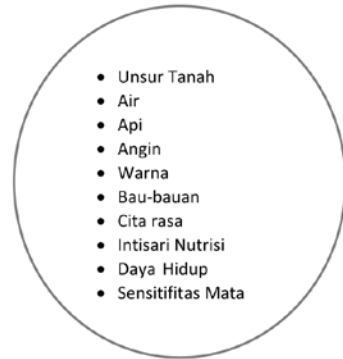 • Unsur Tanah
• Air
• Api
• Angin
• Warna
• Bau-bauan
• Cita rasa
• Intisari Nutrisi
• Daya Hidup
• Sensitifitas Mata